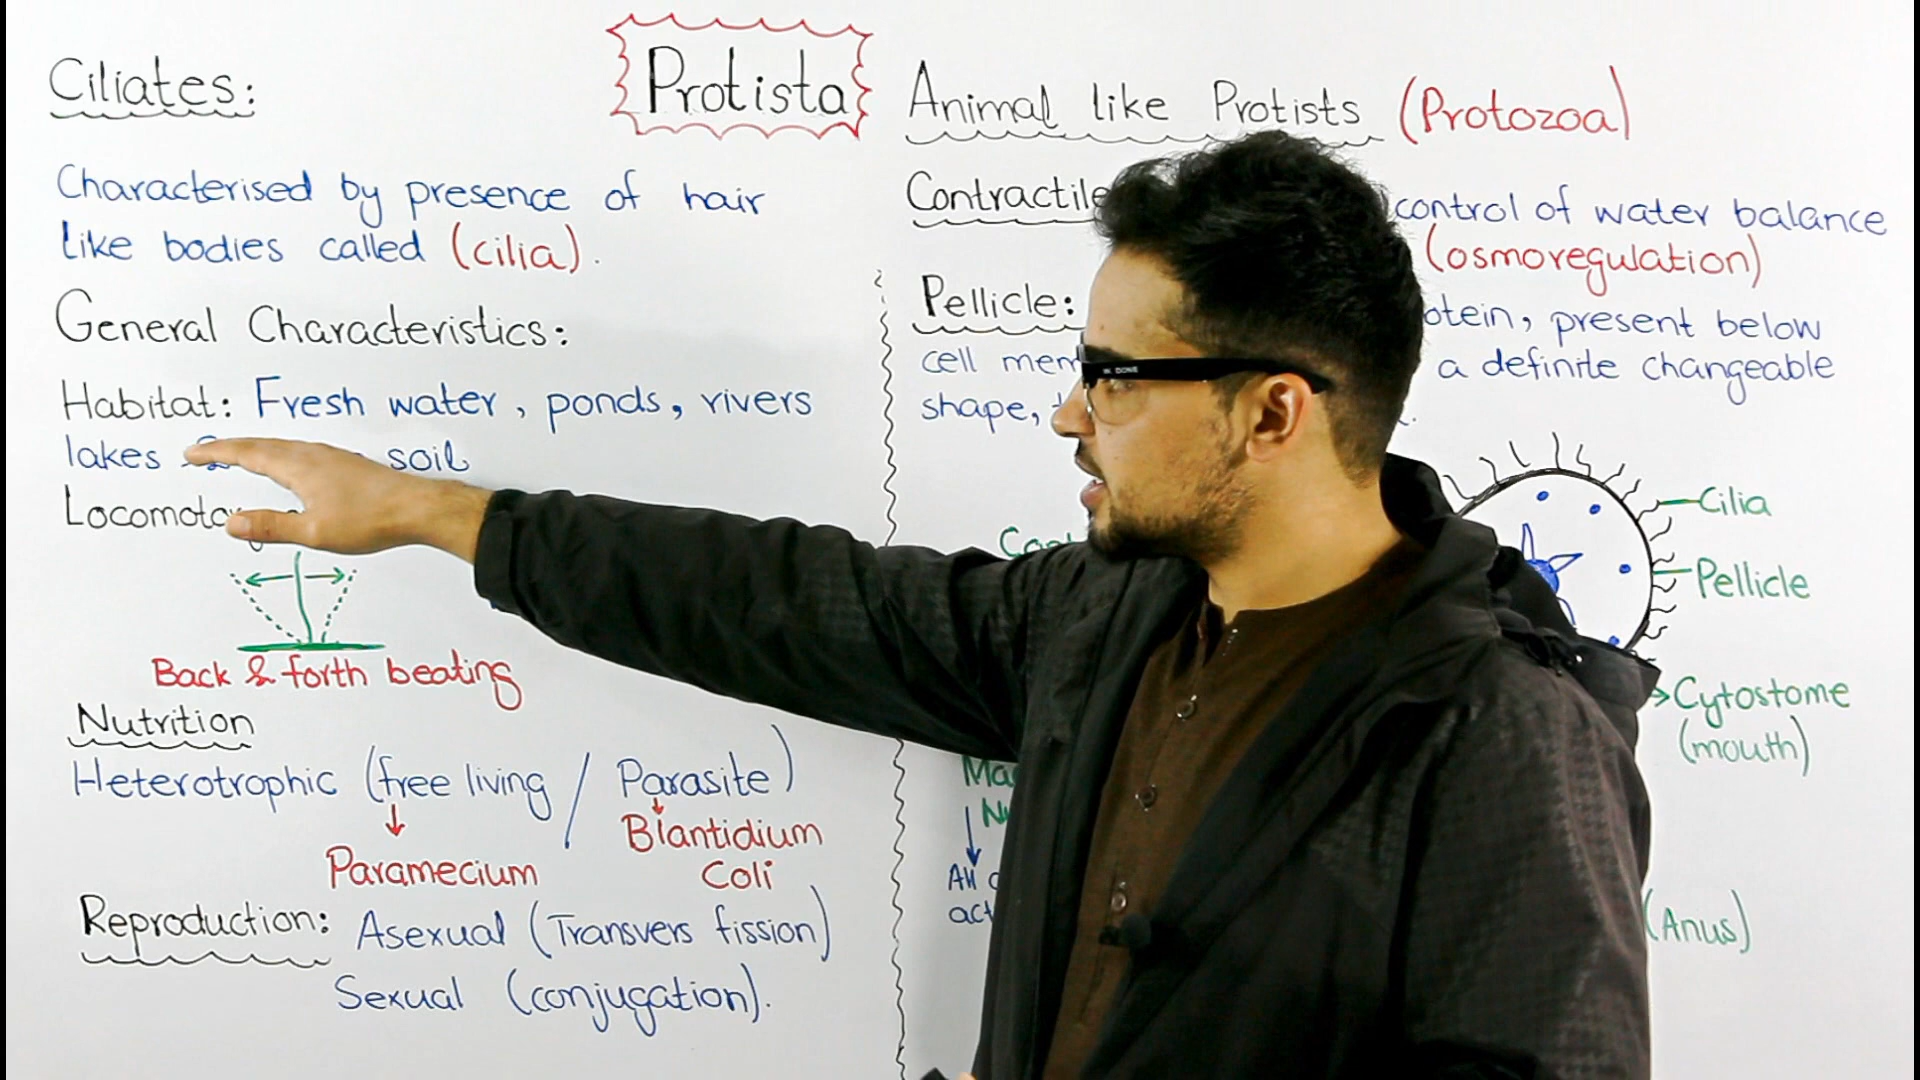 Ciliates:
Characterised by presence of hair
like bodies called (cilia).
General Characteristics:
Habitat: Fresh water, ponds, rivers
lakes soil
Nutrition
Back & forth beating
Heterotrophic (free living / Parasite)
Paramecium
Blantidium
Coli
Reproduction: Asexual (Transvers fission)
Sexual (conjugation).
Protista
Animal like Protists (Protozoa)
Contractile control of water balance
(osmoregulation)
Pellicle: present below
cell a definite changeable
shape,
Cilia
Pellicle
Cytostome
(mouth)
(Anus)